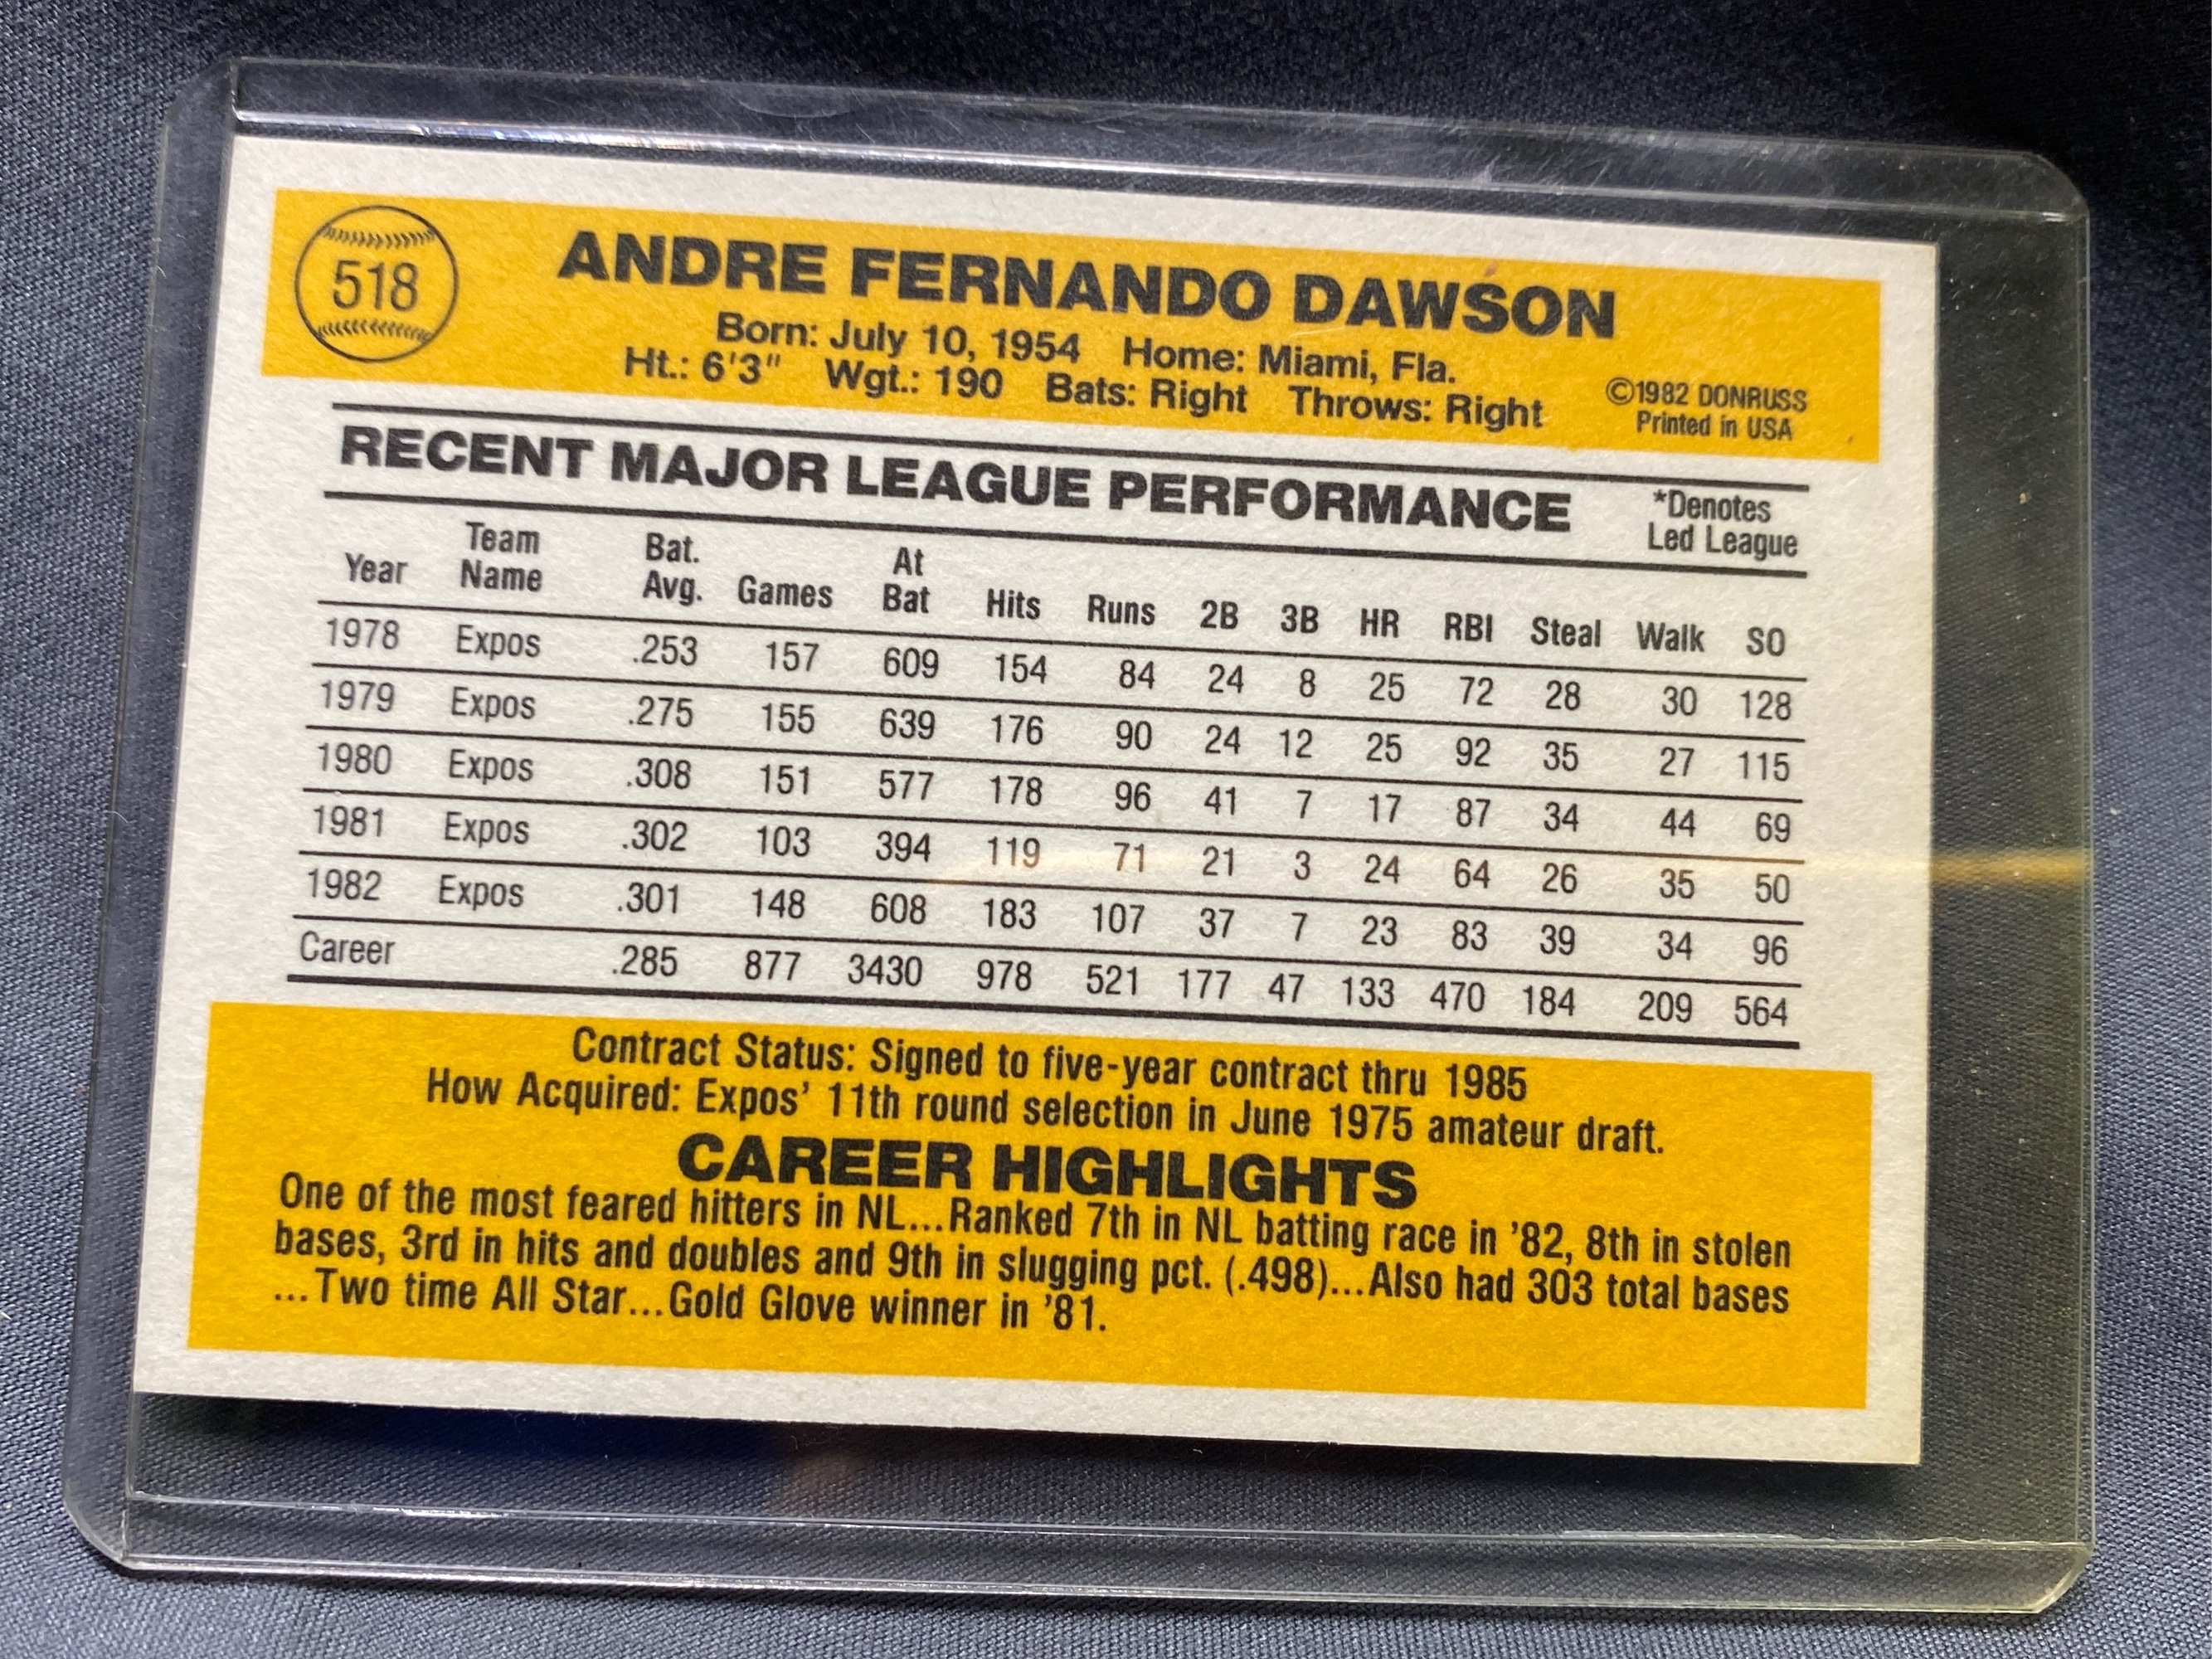 518
ANDRE FERNANDO DAWSON
Born: July 10, 1954 Home: Miami, Fla.
Ht.: 6'3" Wgt.: 190 Bats: Right Throws: Right
©1982 DONRUSS
Printed in USA
RECENT MAJOR LEAGUE PERFORMANCE
*Denotes
Led League
Year Team Name Bat. Avg. Games At Bat Hits Runs 2B 3B HR RBI Steal Walk SO
1978 Expos .253 157 609 154 84 24 8 25 72 28 30 128
1979 Expos .275 155 639 176 90 24 12 25 92 35 27 115
1980 Expos .308 151 577 178 96 41 7 17 87 34 44 69
1981 Expos .302 103 394 119 71 21 3 24 64 26 35 50
1982 Expos .301 148 608 183 107 37 7 23 83 39 34 96
Career .285 877 3430 978 521 177 47 133 470 184 209 564
Contract Status: Signed to five-year contract thru 1985
How Acquired: Expos' 11th round selection in June 1975 amateur draft.
CAREER HIGHLIGHTS
One of the most feared hitters in NL...Ranked 7th in NL batting race in '82, 8th in stolen
bases, 3rd in hits and doubles and 9th in slugging pct. (.498)...Also had 303 total bases
...Two time All Star...Gold Glove winner in '81.